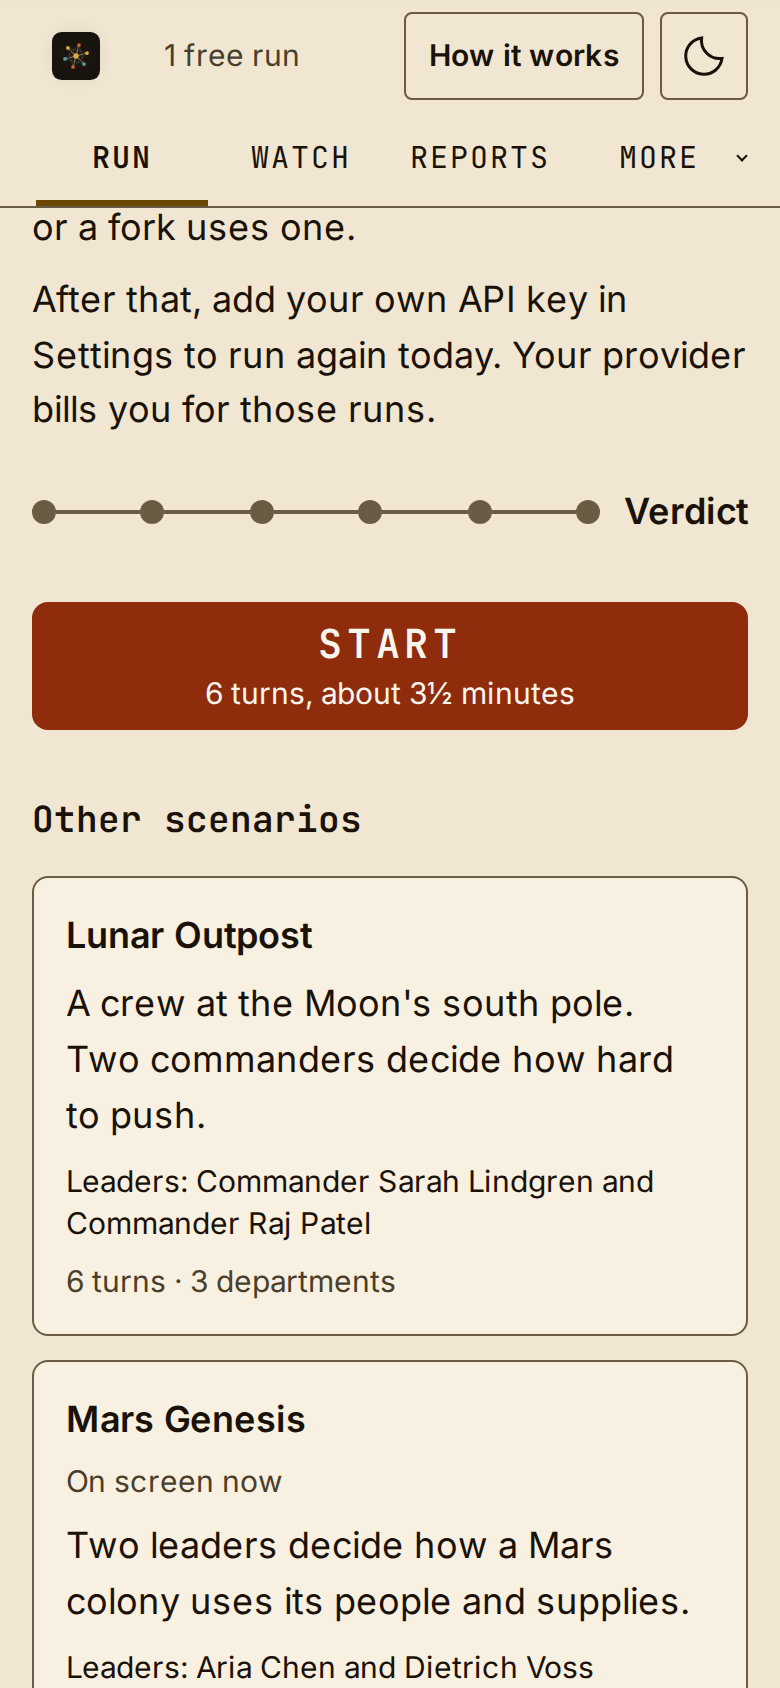 1 free run
How it works
RUN
WATCH
REPORTS
MORE
or a fork uses one.
After that, add your own API key in
Settings to run again today. Your provider
bills you for those runs.
Verdict
START
6 turns, about 3½ minutes
Other scenarios
Lunar Outpost
A crew at the Moon's south pole.
Two commanders decide how hard
to push.
Leaders: Commander Sarah Lindgren and
Commander Raj Patel
6 turns · 3 departments
Mars Genesis
On screen now
Two leaders decide how a Mars
colony uses its people and supplies.
Leaders: Aria Chen and Dietrich Voss